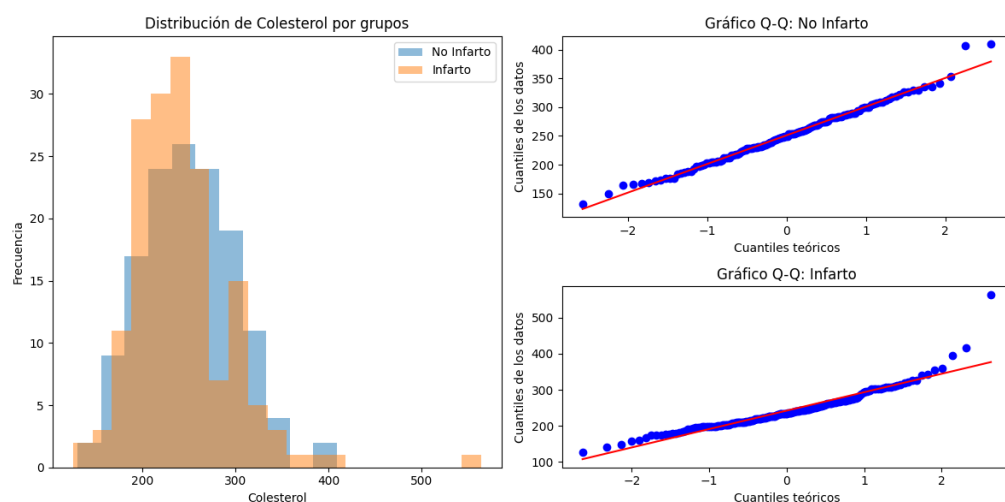 Distribución de Colesterol por grupos
No Infarto
Infarto
Frecuencia
30
25
20
15
10
5
0
200
300
400
500
Colesterol
Gráfico Q-Q: No Infarto
Cuantiles de los datos
400
350
300
250
200
150
−2
−1
0
1
2
Cuantiles teóricos
Gráfico Q-Q: Infarto
Cuantiles de los datos
500
400
300
200
100
−2
−1
0
1
2
Cuantiles teóricos